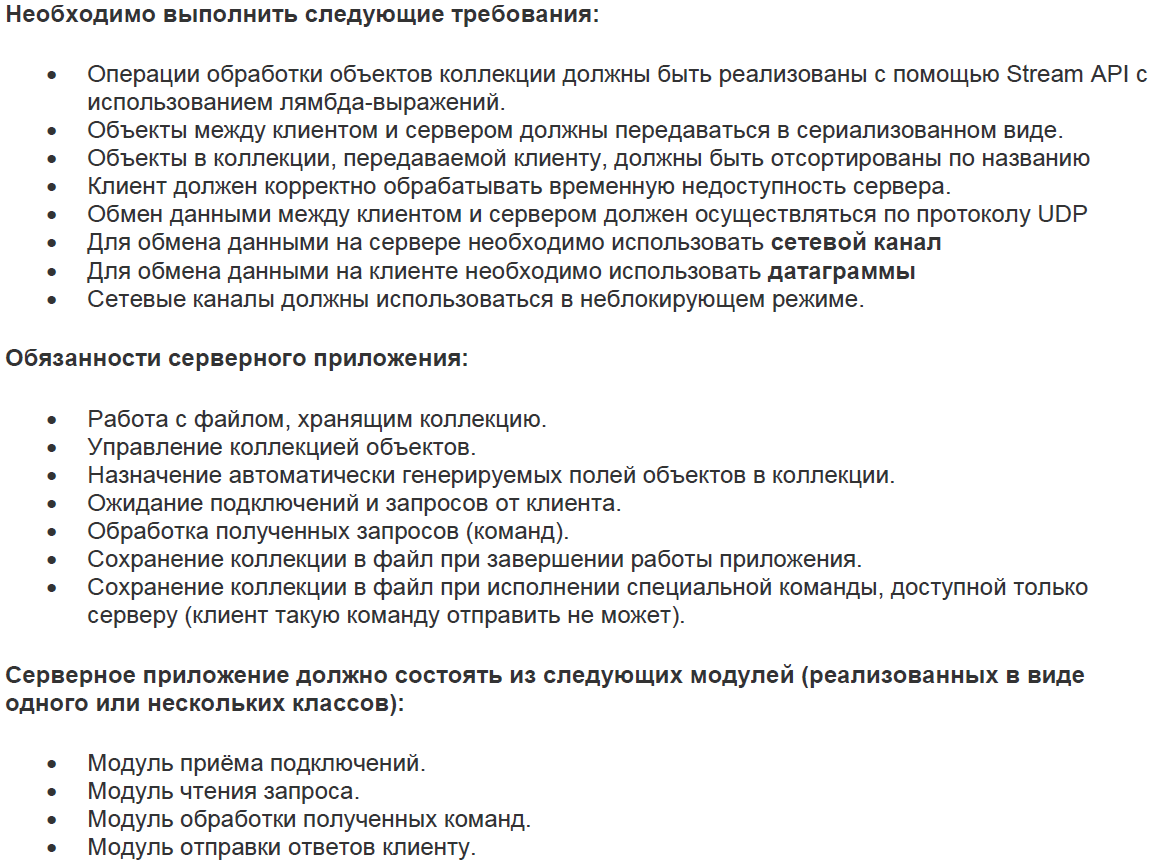 Необходимо выполнить следующие требования:
• Операции обработки объектов коллекции должны быть реализованы с помощью Stream API с
использованием лямбда-выражений.
• Объекты между клиентом и сервером должны передаваться в сериализованном виде.
• Объекты в коллекции, передаваемой клиенту, должны быть отсортированы по названию
• Клиент должен корректно обрабатывать временную недоступность сервера.
• Обмен данными между клиентом и сервером должен осуществляться по протоколу UDP
• Для обмена данными на сервере необходимо использовать сетевой канал
• Для обмена данными на клиенте необходимо использовать датаграммы
• Сетевые каналы должны использоваться в неблокирующем режиме.
Обязанности серверного приложения:
• Работа с файлом, хранящим коллекцию.
• Управление коллекцией объектов.
• Назначение автоматически генерируемых полей объектов в коллекции.
• Ожидание подключений и запросов от клиента.
• Обработка полученных запросов (команд).
• Сохранение коллекции в файл при завершении работы приложения.
• Сохранение коллекции в файл при исполнении специальной команды, доступной только
серверу (клиент такую команду отправить не может).
Серверное приложение должно состоять из следующих модулей (реализованных в виде
одного или нескольких классов):
• Модуль приёма подключений.
• Модуль чтения запроса.
• Модуль обработки полученных команд.
• Модуль отправки ответов клиенту.